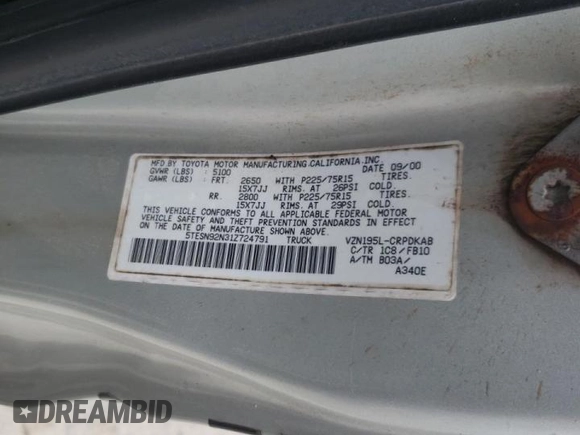 MFD BY TOYOTA MOTOR MANUFACTURING, CALIFORNIA, INC.
GVWR (LBS) : 5100 DATE 09/00
GAWR (LBS) : FRT. 2650 WITH P225/75R15 TIRES.
15X7JJ RIMS. AT 26PSI COLD.
RR. 2800 WITH P225/75R15 TIRES.
15X7JJ RIMS. AT 29PSI COLD.
THIS VEHICLE CONFORMS TO ALL APPLICABLE FEDERAL MOTOR
VEHICLE SAFETY AND THEFT PREVENTION STANDARDS IN EFFECT
ON THE DATE OF MANUFACTURE SHOWN ABOVE.
5TESN92N31Z724791 TRUCK VZN195L-CRPDKAB
C/TR 1C8 /FB10
A/TM B03A/
A340E
DREAMBID